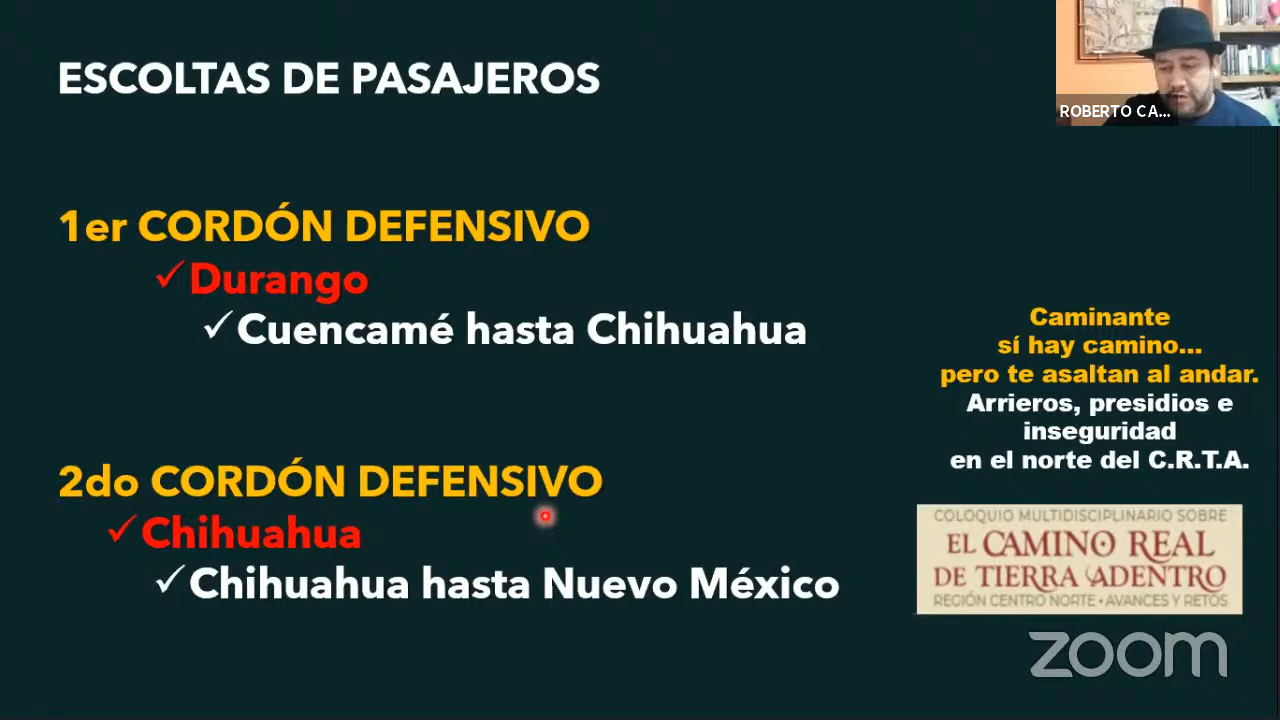 ESCOLTAS DE PASAJEROS
ROBERTO CA...
1er CORDÓN DEFENSIVO
✓Durango
✓Cuencamé hasta Chihuahua
2do CORDÓN DEFENSIVO
✓Chihuahua
✓Chihuahua hasta Nuevo México
Caminante
sí hay camino...
pero te asaltan al andar.
Arrieros, presidios e
inseguridad
en el norte del C.R.T.A.
COLOQUIO MULTIDISCIPLINARIO SOBRE
EL CAMINO REAL
DE TIERRA ADENTRO
REGIÓN CENTRO NORTE • AVANCES Y RETOS
zoom